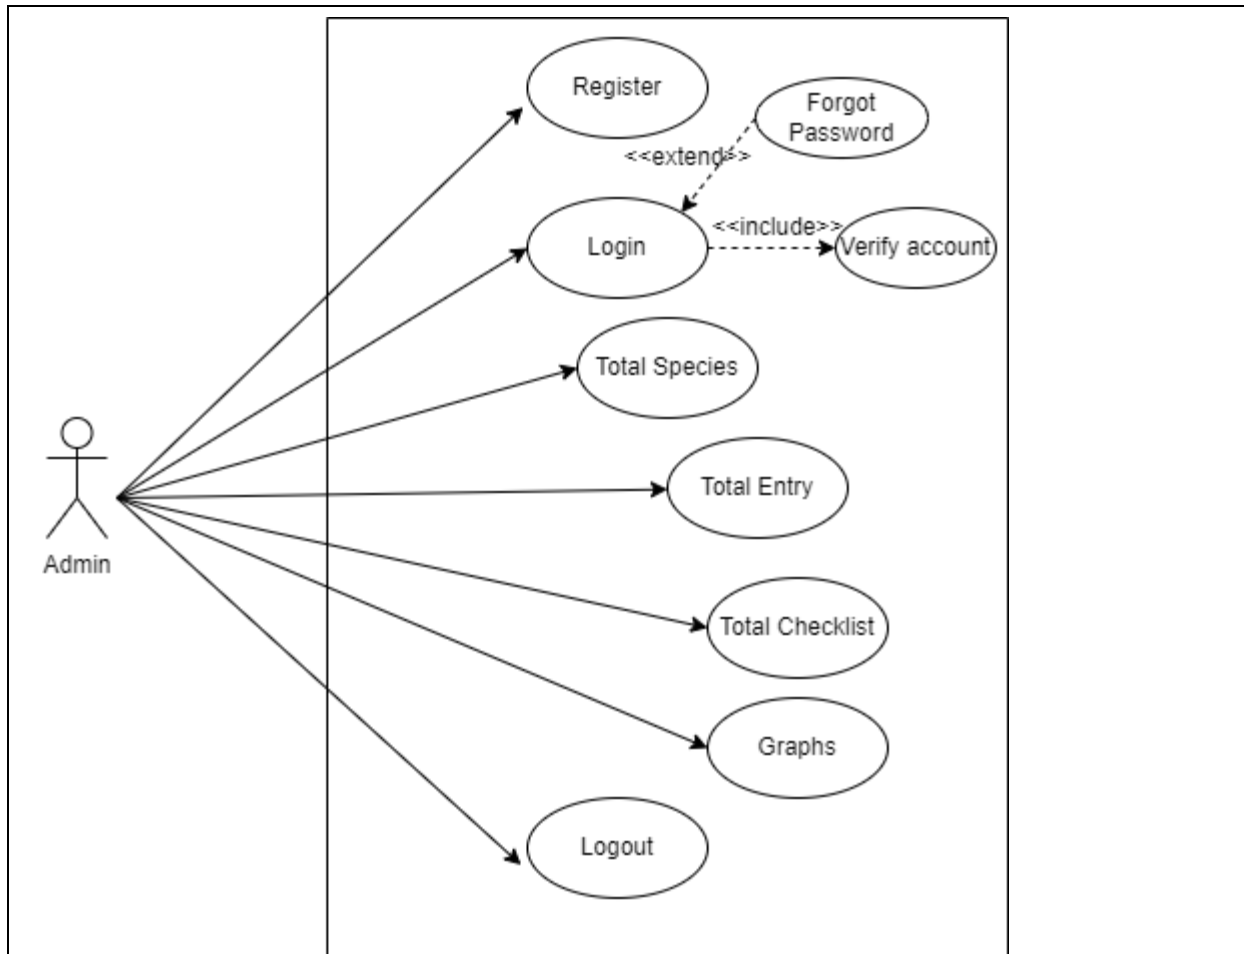 Register
Forgot
Password
<<extend>>
<<include>>
Login
Verify account
Total Species
Total Entry
Admin
Total Checklist
Graphs
Logout